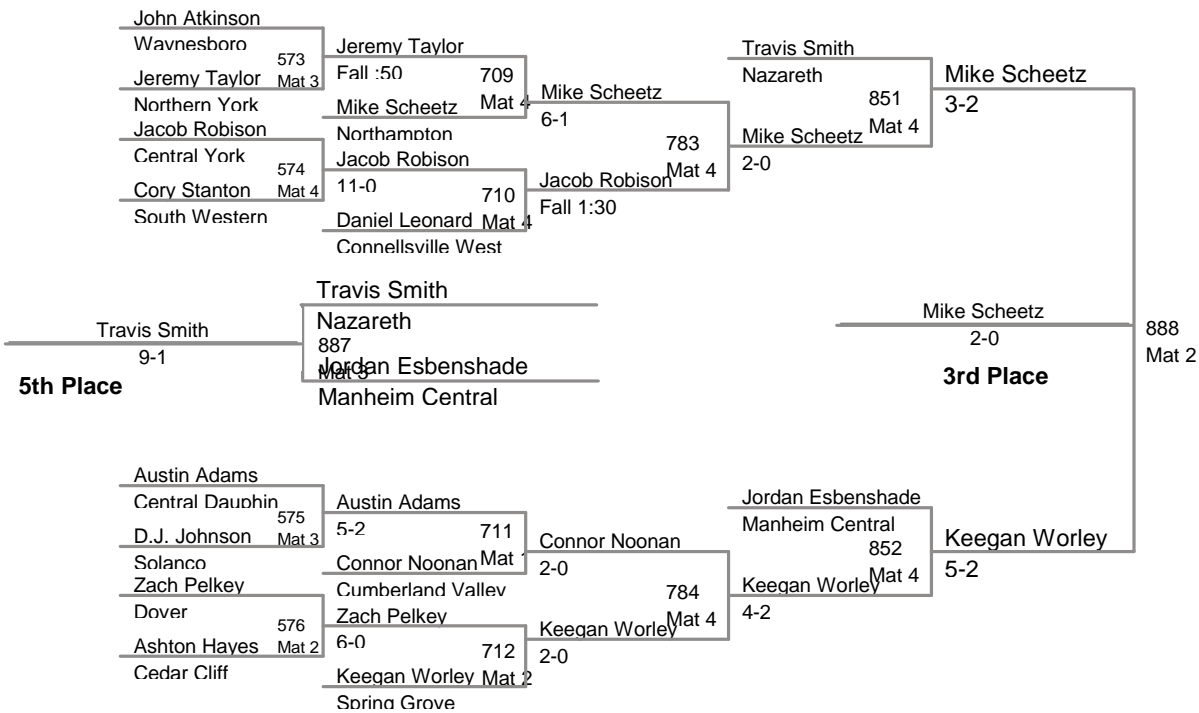 John Atkinson
Waynesboro
573
Mat 3
Jeremy Taylor
Northern York
Jacob Robison
Central York
574
Mat 4
Cory Stanton
South Western
Jeremy Taylor
Fall :50
709
Mat 4
Mike Scheetz
Northampton
Jacob Robison
11-0
710
Mat 4
Daniel Leonard
Connellsville West
Mike Scheetz
6-1
783
Mat 4
Jacob Robison
Fall 1:30
Travis Smith
Nazareth
851
Mat 4
Mike Scheetz
2-0
Mike Scheetz
3-2
Travis Smith
Nazareth
887
Mat 3
Jordan Esbenshade
Manheim Central
Travis Smith
9-1
5th Place
Mike Scheetz
2-0
3rd Place
888
Mat 2
Austin Adams
Central Dauphin
575
Mat 3
D.J. Johnson
Solanco
Zach Pelkey
Dover
576
Mat 2
Ashton Hayes
Cedar Cliff
Austin Adams
5-2
711
Mat 1
Connor Noonan
Cumberland Valley
Zach Pelkey
6-0
712
Mat 2
Keegan Worley
Spring Grove
Connor Noonan
2-0
784
Mat 4
Keegan Worley
2-0
Jordan Esbenshade
Manheim Central
852
Mat 4
Keegan Worley
4-2
Keegan Worley
5-2